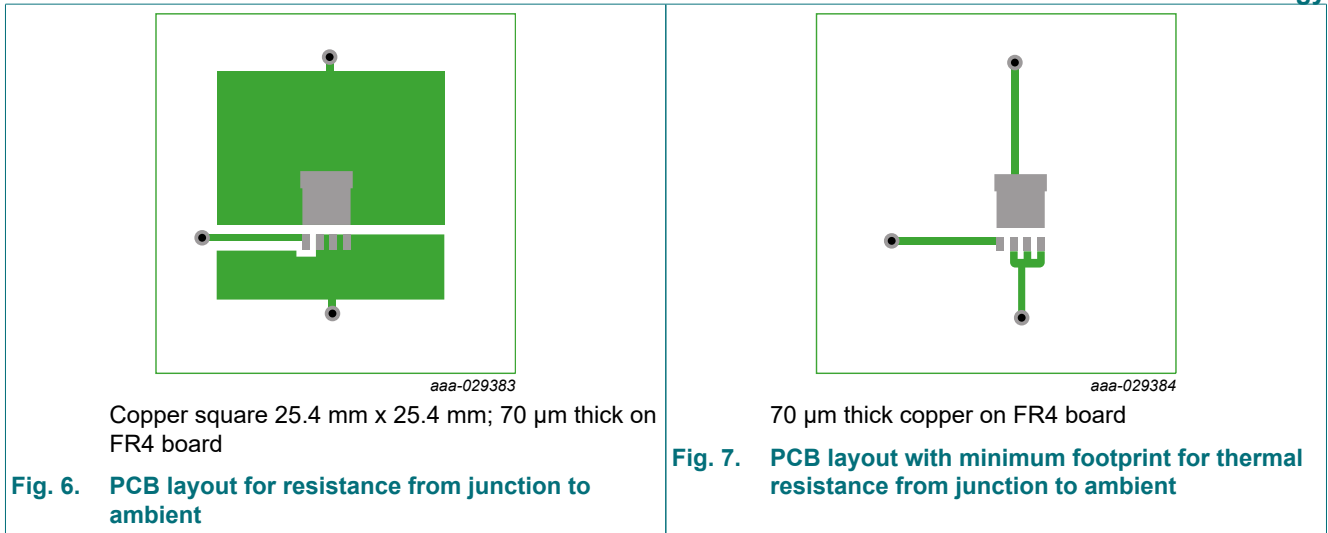 aaa-029383
Copper square 25.4 mm x 25.4 mm; 70 μm thick on
FR4 board
Fig. 6. PCB layout for resistance from junction to
ambient
aaa-029384
70 μm thick copper on FR4 board
Fig. 7. PCB layout with minimum footprint for thermal
resistance from junction to ambient